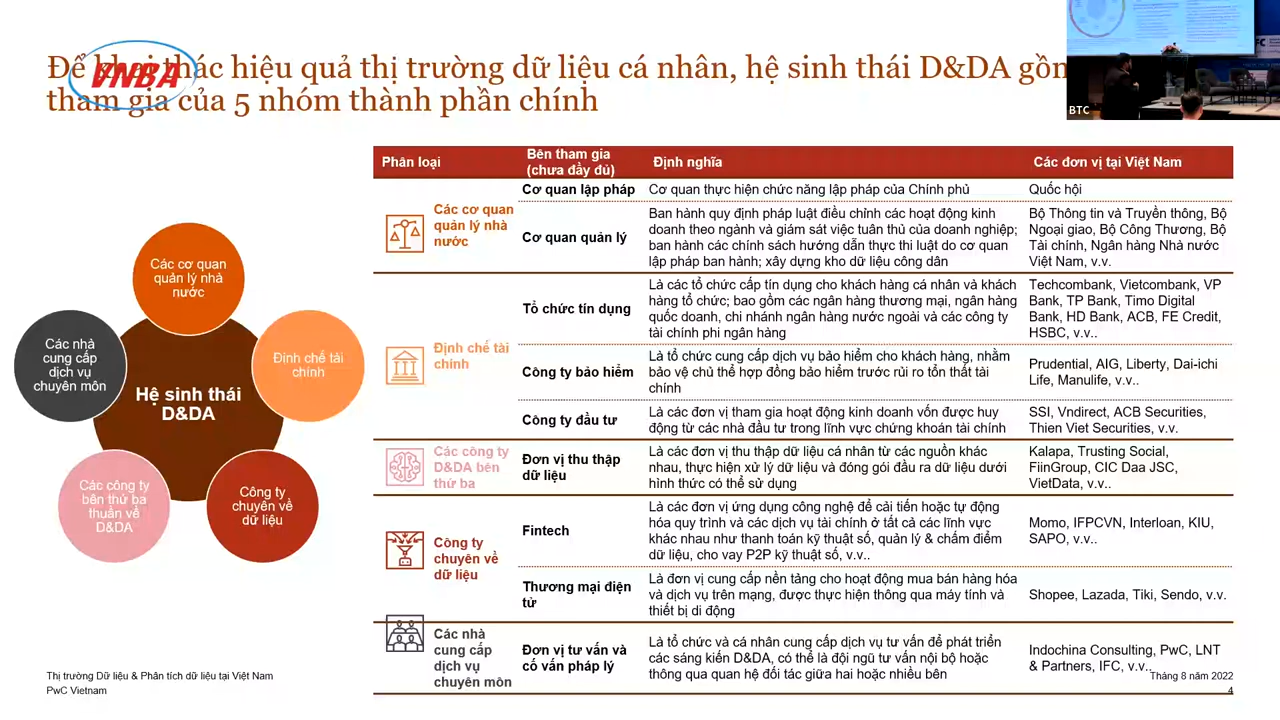 Để khai thác hiệu quả thị trường dữ liệu cá nhân, hệ sinh thái D&DA gồm
tham gia của 5 nhóm thành phần chính
VNBA
BTC
Các cơ quan
quản lý nhà
nước
Các nhà
cung cấp
dịch vụ
chuyên môn
Định chế tài
chính
Hệ sinh thái
D&DA
Các công ty
bên thứ ba
thuần về
D&DA
Công ty
chuyên về
dữ liệu
Phân loại
Bên tham gia
(chưa đầy đủ)
Định nghĩa
Các đơn vị tại Việt Nam
Các cơ quan
quản lý nhà
nước
Cơ quan lập pháp
Cơ quan thực hiện chức năng lập pháp của Chính phủ
Quốc hội
Cơ quan quản lý
Ban hành quy định pháp luật điều chỉnh các hoạt động kinh
doanh theo ngành và giám sát việc tuân thủ của doanh nghiệp;
ban hành các chính sách hướng dẫn thực thi luật do cơ quan
lập pháp ban hành; xây dựng kho dữ liệu công dân
Bộ Thông tin và Truyền thông, Bộ
Ngoại giao, Bộ Công Thương, Bộ
Tài chính, Ngân hàng Nhà nước
Việt Nam, v.v.
Định chế tài
chính
Tổ chức tín dụng
Là các tổ chức cấp tín dụng cho khách hàng cá nhân và khách
hàng tổ chức; bao gồm các ngân hàng thương mại, ngân hàng
quốc doanh, chi nhánh ngân hàng nước ngoài và các công ty
tài chính phi ngân hàng
Techcombank, Vietcombank, VP
Bank, TP Bank, Timo Digital
Bank, HD Bank, ACB, FE Credit,
HSBC, v.v..
Công ty bảo hiểm
Là tổ chức cung cấp dịch vụ bảo hiểm cho khách hàng, nhằm
bảo vệ chủ thể hợp đồng bảo hiểm trước rủi ro tổn thất tài
chính
Prudential, AIG, Liberty, Dai-ichi
Life, Manulife, v.v..
Công ty đầu tư
Là các đơn vị tham gia hoạt động kinh doanh vốn được huy
động từ các nhà đầu tư trong lĩnh vực chứng khoán tài chính
SSI, Vndirect, ACB Securities,
Thien Viet Securities, v.v.
Các công ty
D&DA bên
thứ ba
Đơn vị thu thập
dữ liệu
Là các đơn vị thu thập dữ liệu cá nhân từ các nguồn khác
nhau, thực hiện xử lý dữ liệu và đóng gói đầu ra dữ liệu dưới
hình thức có thể sử dụng
Kalapa, Trusting Social,
FiinGroup, CIC Daa JSC,
VietData, v.v..
Công ty
chuyên về
dữ liệu
Fintech
Là các đơn vị ứng dụng công nghệ để cải tiến hoặc tự động
hóa quy trình và các dịch vụ tài chính ở tất cả các lĩnh vực
khác nhau như thanh toán kỹ thuật số, quản lý & chấm điểm
dữ liệu, cho vay P2P kỹ thuật số, v.v..
Momo, IFPCVN, Interloan, KIU,
SAPO, v.v..
Thương mại điện
tử
Là đơn vị cung cấp nền tảng cho hoạt động mua bán hàng hóa
và dịch vụ trên mạng, được thực hiện thông qua máy tính và
thiết bị di động
Shopee, Lazada, Tiki, Sendo, v.v.
Các nhà
cung cấp
dịch vụ
chuyên môn
Đơn vị tư vấn và
cố vấn pháp lý
Là tổ chức và cá nhân cung cấp dịch vụ tư vấn để phát triển
các sáng kiến D&DA, có thể là đội ngũ tư vấn nội bộ hoặc
thông qua quan hệ đối tác giữa hai hoặc nhiều bên
Indochina Consulting, PwC, LNT
& Partners, IFC, v.v..
Thị trường Dữ liệu & Phân tích dữ liệu tại Việt Nam
PwC Vietnam
Tháng 8 năm 2022
4